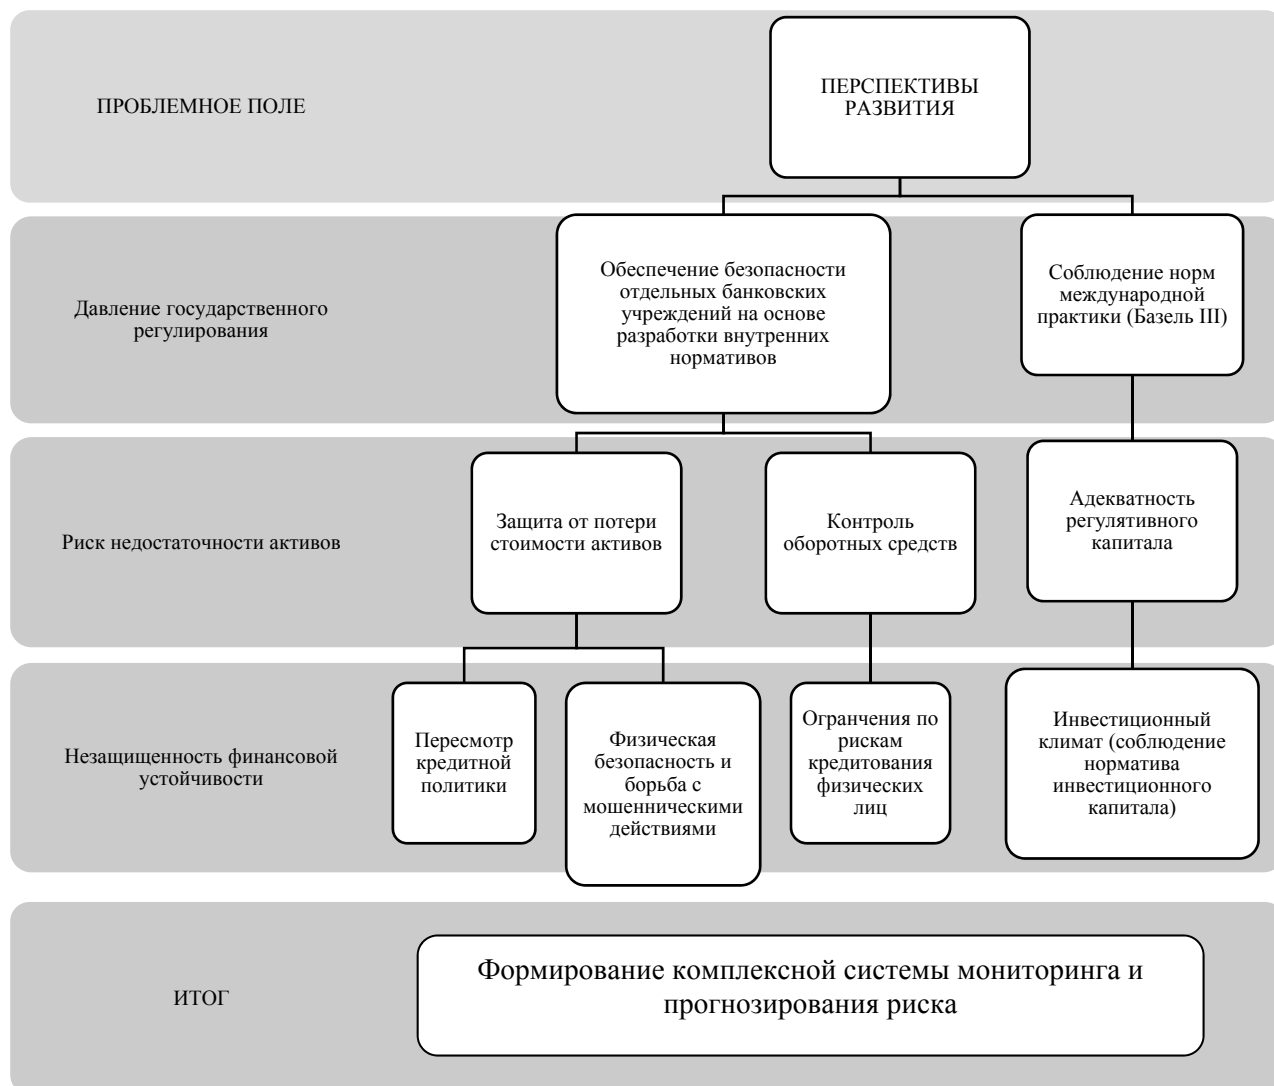 ПРОБЛЕМНОЕ ПОЛЕ
ПЕРСПЕКТИВЫ
РАЗВИТИЯ
Давление государственного
регулирования
Обеспечение безопасности
отдельных банковских
учреждений на основе
разработки внутренних
нормативов
Соблюдение норм
международной
практики (Базель III)
Риск недостаточности активов
Защита от потери
стоимости активов
Контроль
оборотных средств
Адекватность
регулятивного
капитала
Незащищенность финансовой
устойчивости
Пересмотр
кредитной
политики
Физическая
безопасность и
борьба с
мошенническими
действиями
Огранчения по
рискам
кредитования
физических
лиц
Инвестиционный
климат (соблюдение
норматива
инвестиционного
капитала)
ИТОГ
Формирование комплексной системы мониторинга и
прогнозирования риска